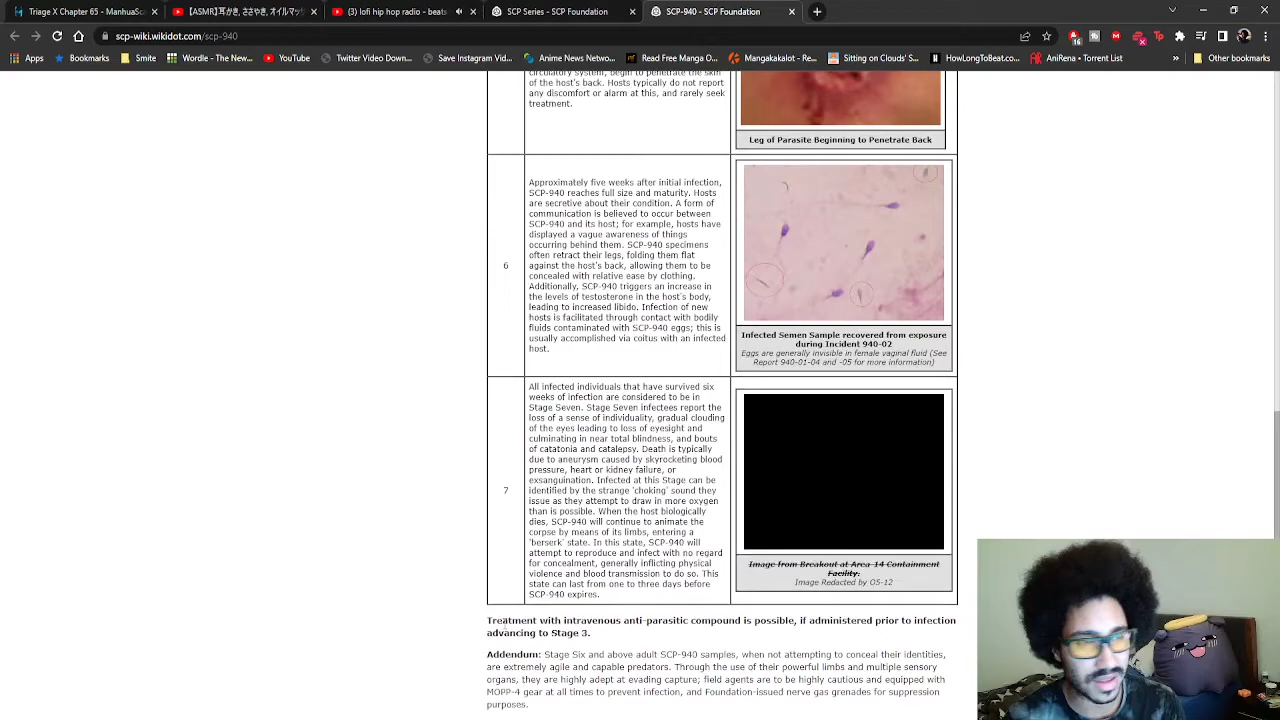 Triage X Chapter 65 - ManhuaSc
【ASMR】耳かき、ささやき、オイルマッ
(3) lofi hip hop radio - beats
SCP Series - SCP Foundation
SCP-940 - SCP Foundation
scp-wiki.wikidot.com/scp-940
16
Apps
Bookmarks
Smith
Wordle - The New...
YouTube
Downloadgram
Save Instagram Vid...
Anime News Netwo...
Read Free Manga O...
Mangakakalot - Rea...
Sitting on Clouds' S...
HowLongToBeat.co...
AniRena | Torrent List
»
Other bookmarks
circulatory system, begin to penetrate the skin
of the host's back. Hosts typically do not report
any discomfort or alarm at this, and rarely seek
treatment.
Leg of Parasite Beginning to Penetrate Back
6
Approximately five weeks after initial infection,
SCP-940 reaches full size and maturity. Hosts
are secretive about their condition. A form of
communication is believed to occur between
SCP-940 and its host; for example, hosts have
displayed a vague awareness of things
occurring behind them. SCP-940 specimens
often retract their legs, folding them flat
against the host's back, allowing them to be
concealed with relative ease by clothing.
Additionally, SCP-940 triggers an increase in
the levels of testosterone in the host's body,
leading to increased libido. Infection of new
hosts is facilitated through contact with bodily
fluids contaminated with SCP-940 eggs; this is
usually accomplished via coitus with an infected
host.
Infected Semen Sample recovered from exposure
during Incident 940-02
Eggs are generally invisible in female vaginal fluid (See
Report 940-01-04 and -05 for more information)
7
All infected individuals that have survived six
weeks of infection are considered to be in
Stage Seven. Stage Seven infectees report the
loss of a sense of individuality, gradual clouding
of the eyes leading to loss of eyesight and
culminating in near total blindness, and bouts
of catatonia and catalepsy. Death is typically
due to aneurysm caused by skyrocketing blood
pressure, heart or kidney failure, or
exsanguination. Infected at this Stage can be
identified by the strange 'choking' sound they
issue as they attempt to draw in more oxygen
than is possible. When the host biologically
dies, SCP-940 will continue to animate the
corpse by means of its limbs, entering a
'berserk' state. In this state, SCP-940 will
attempt to reproduce and infect with no regard
for concealment, generally inflicting physical
violence and blood transmission to do so. This
state can last from one to three days before
SCP-940 expires.
Image from Breakout at Area-14 Containment
Facility.
Image Redacted by O5-12
Treatment with intravenous anti-parasitic compound is possible, if administered prior to infection
advancing to Stage 3.
Addendum: Stage Six and above adult SCP-940 samples, when not attempting to conceal their identities,
are extremely agile and capable predators. Through the use of their powerful limbs and multiple sensory
organs, they are highly adept at evading capture; field agents are to be highly cautious and equipped with
MOPP-4 gear at all times to prevent infection, and Foundation-issued nerve gas grenades for suppression
purposes.